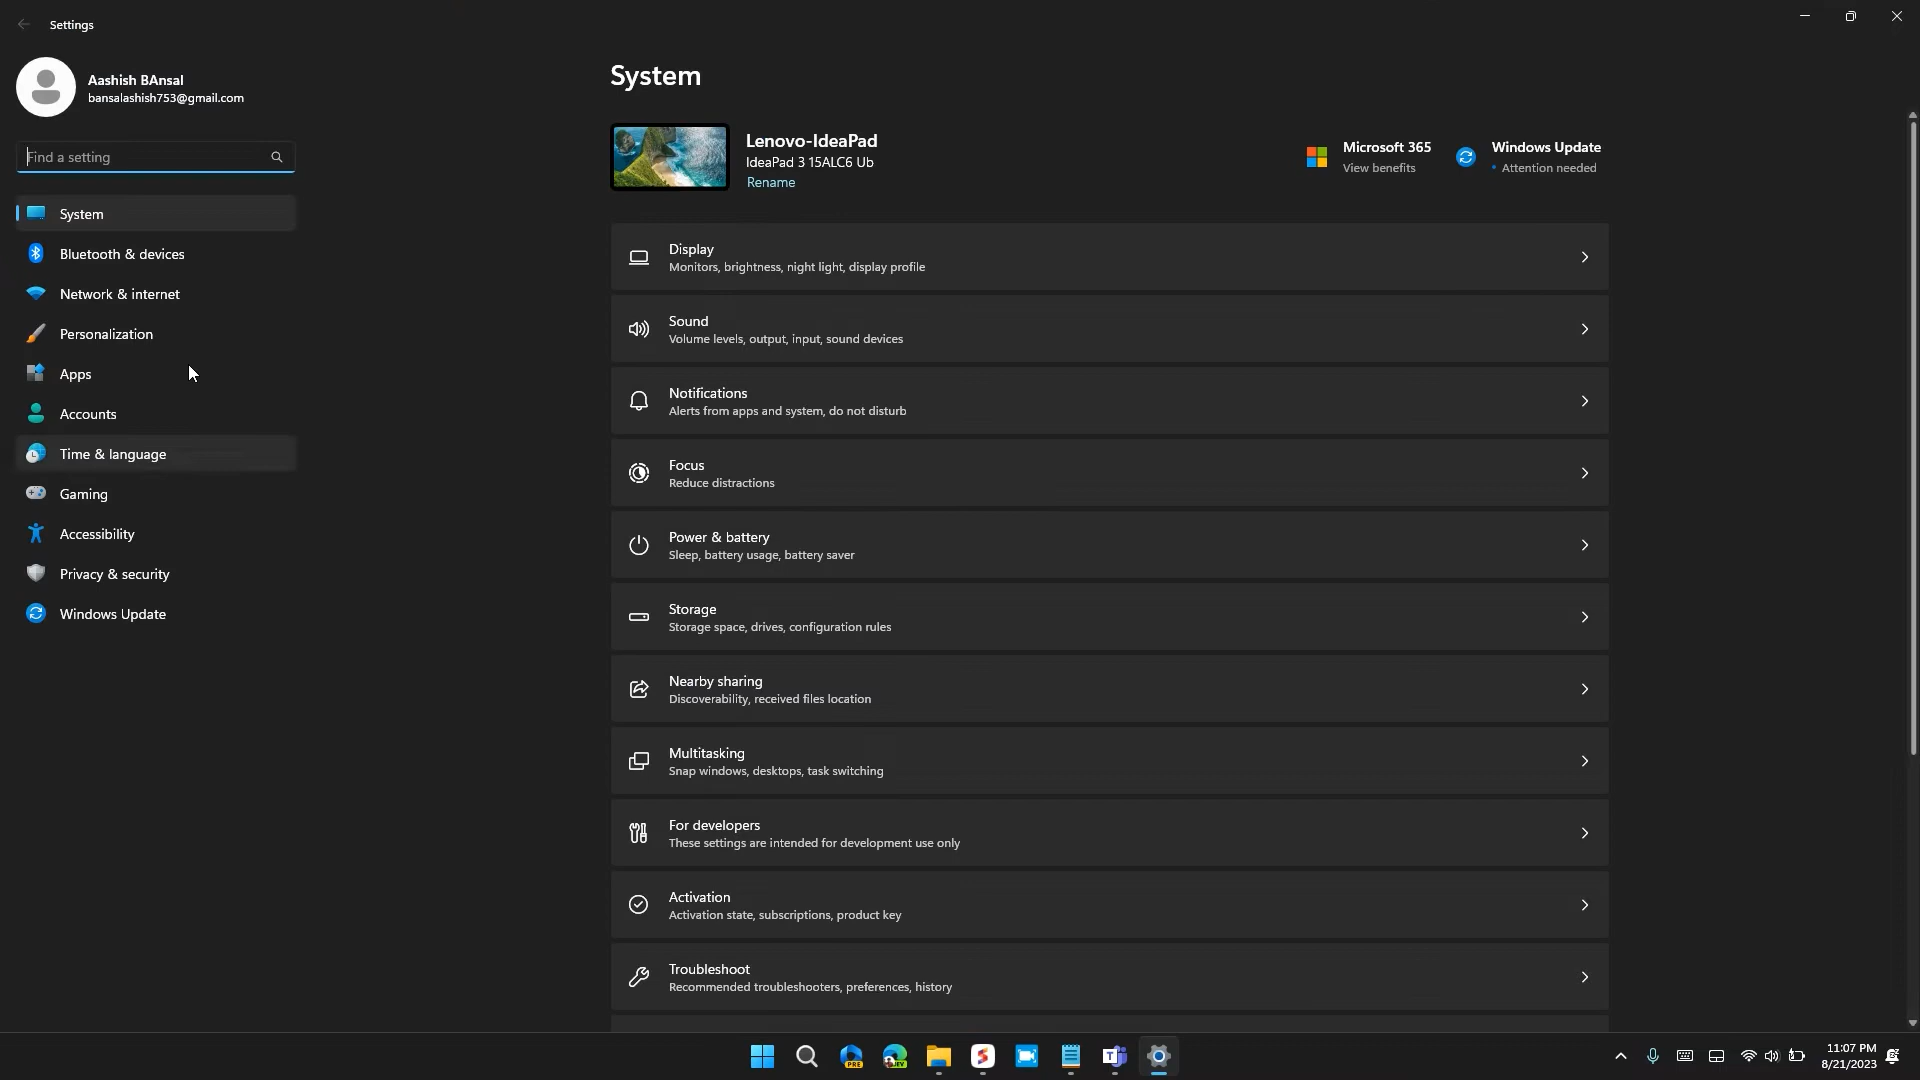 Settings
Aashish BAnsal
bansalashish753@gmail.com
Find a setting
System
Bluetooth & devices
Network & internet
Personalization
Apps
Accounts
Time & language
Gaming
Accessibility
Privacy & security
Windows Update
System
Lenovo-IdeaPad
IdeaPad 3 15ALC6 Ub
Rename
Microsoft 365
View benefits
Windows Update
• Attention needed
Display
Monitors, brightness, night light, display profile
Sound
Volume levels, output, input, sound devices
Notifications
Alerts from apps and system, do not disturb
Focus
Reduce distractions
Power & battery
Sleep, battery usage, battery saver
Storage
Storage space, drives, configuration rules
Nearby sharing
Discoverability, received files location
Multitasking
Snap windows, desktops, task switching
For developers
These settings are intended for development use only
Activation
Activation state, subscriptions, product key
Troubleshoot
Recommended troubleshooters, preferences, history
PRE
DEV
11:07 PM
8/21/2023